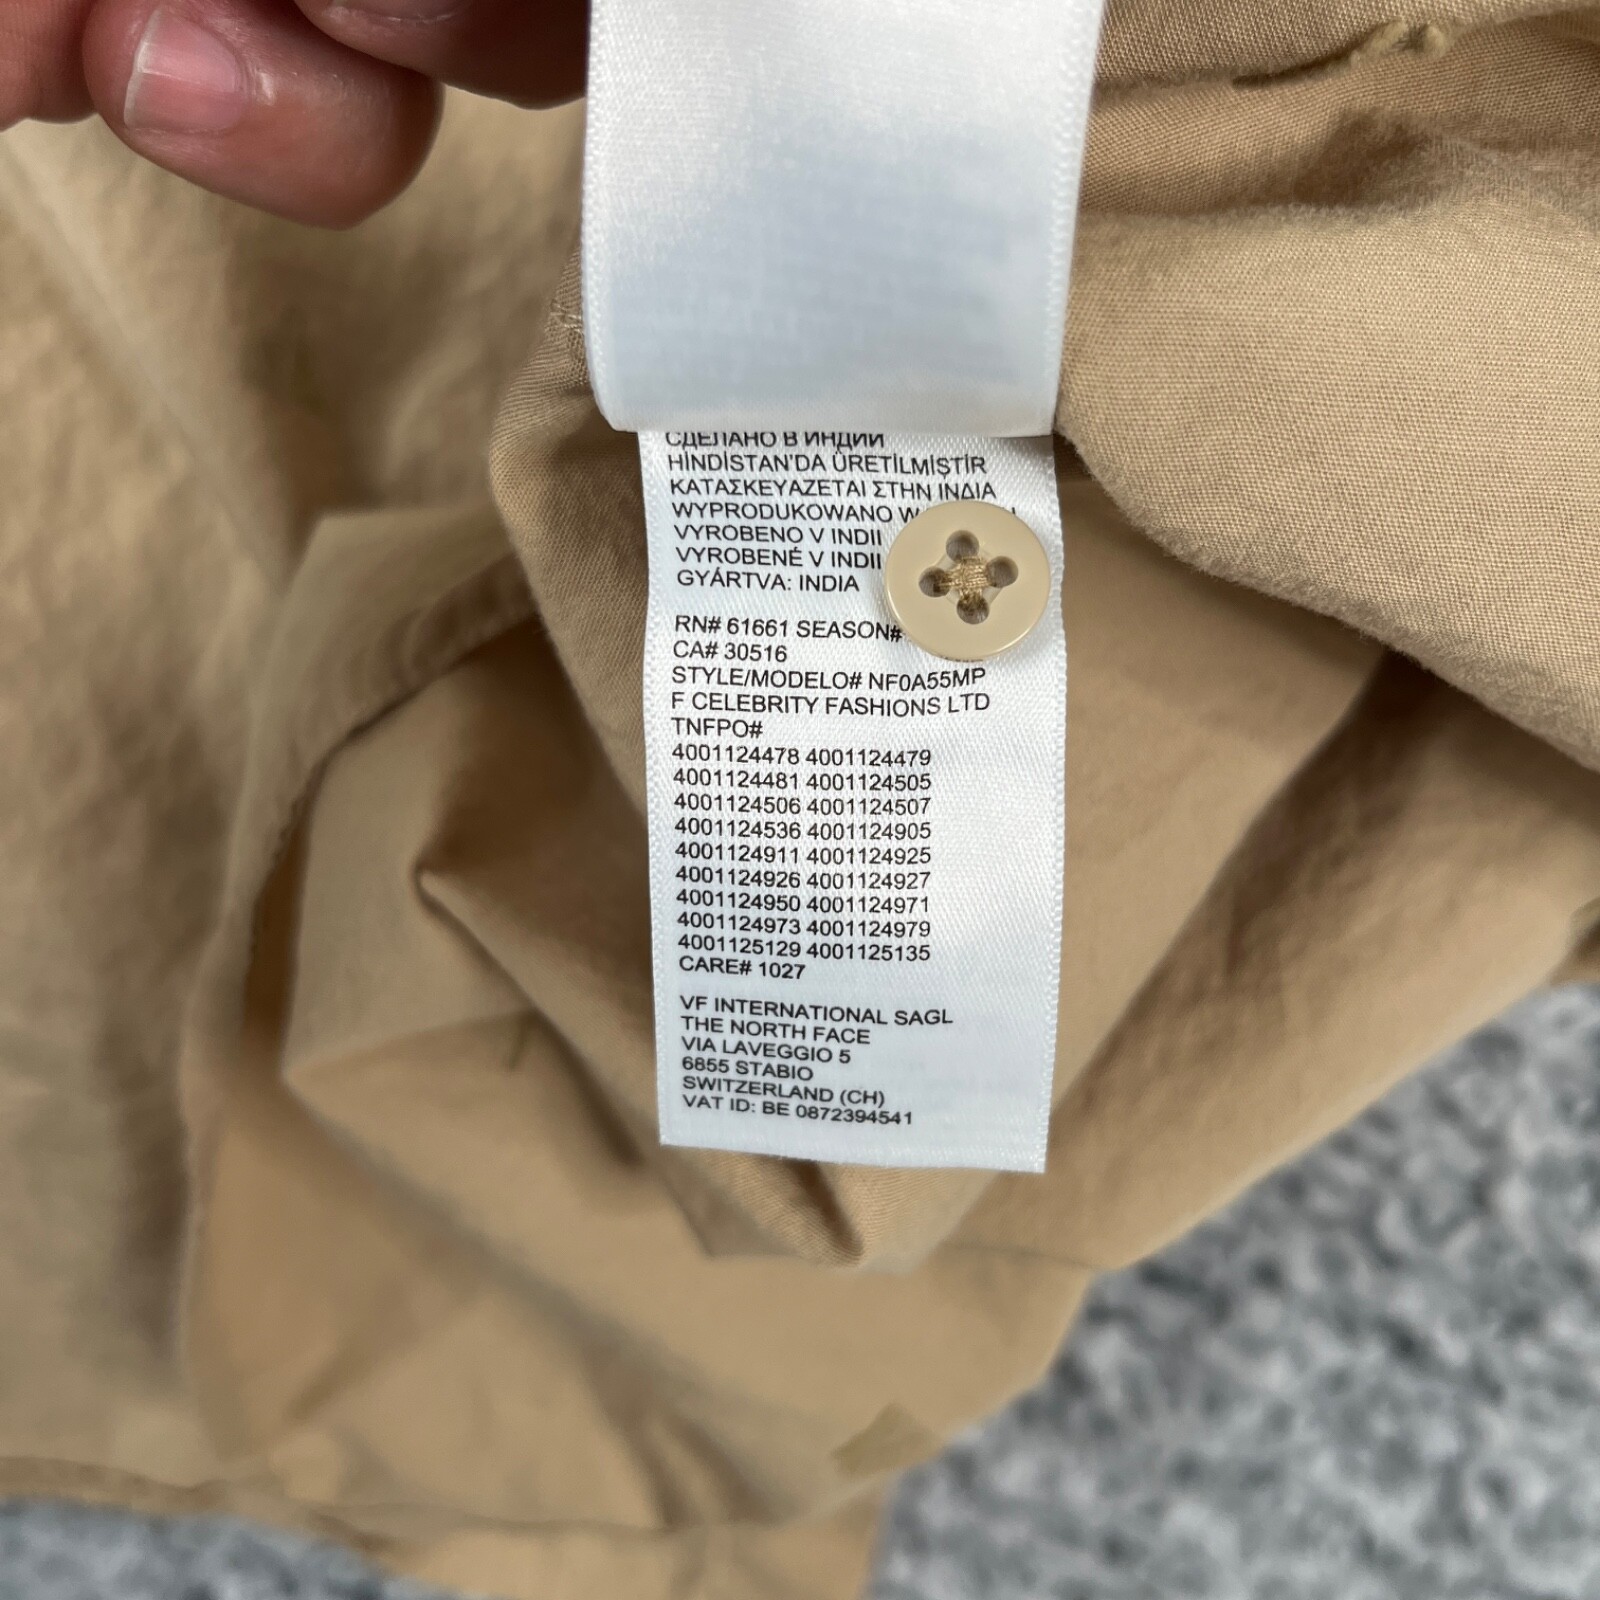 СДЕЛАНО В ИНДИИ
HİNDİSTAN'DA ÜRETİLMİŞTİR
ΚΑΤΑΣΚΕΥΑΖΕΤΑΙ ΣΤΗΝ ΙΝΔΙΑ
WYPRODUKOWANO W
VYROBENO V INDII
VYROBENÉ V INDII
GYÁRTVA: INDIA
RN# 61661 SEASON#
CA# 30516
STYLE/MODELO# NF0A55MP
F CELEBRITY FASHIONS LTD
TNFPO#
4001124478 4001124479
4001124481 4001124505
4001124506 4001124507
4001124536 4001124905
4001124911 4001124925
4001124926 4001124927
4001124950 4001124971
4001124973 4001124979
4001125129 4001125135
CARE# 1027
VF INTERNATIONAL SAGL
THE NORTH FACE
VIA LAVEGGIO 5
6855 STABIO
SWITZERLAND (CH)
VAT ID: BE 0872394541